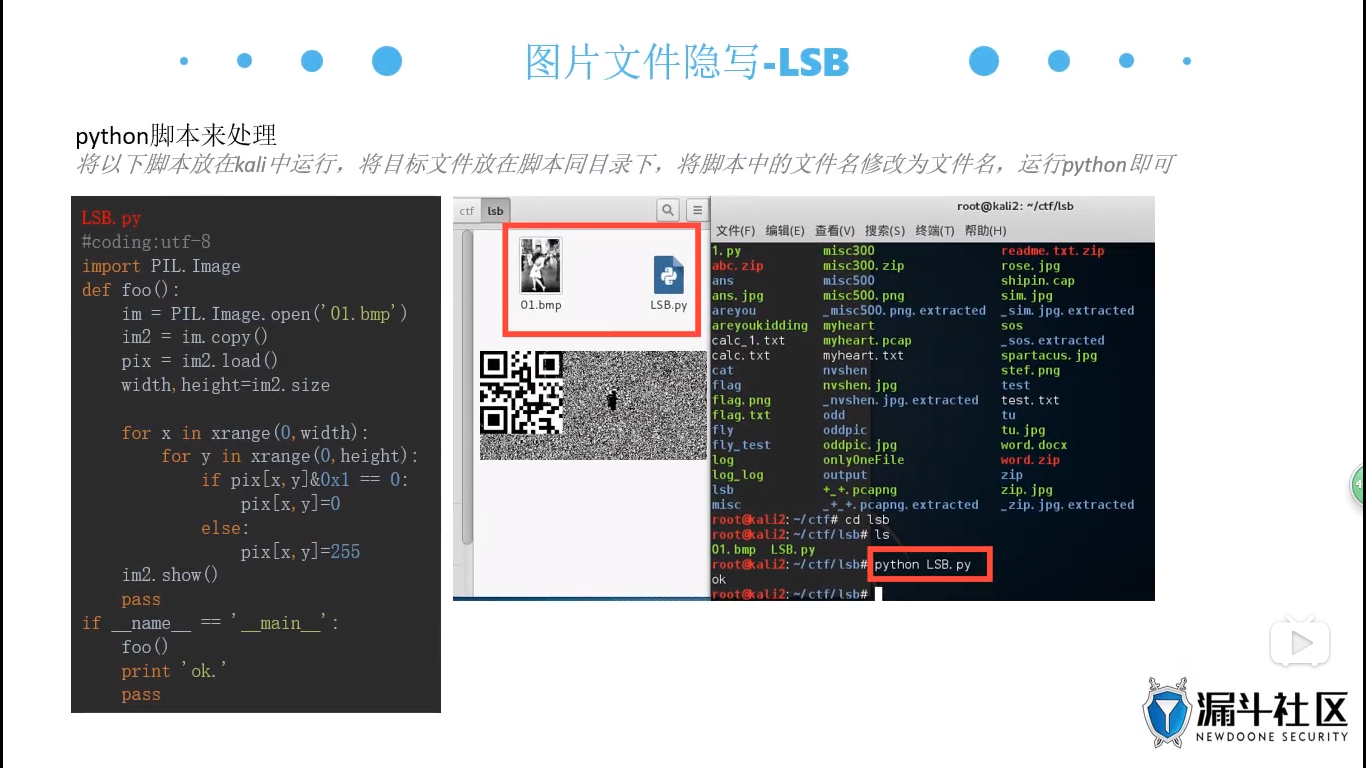 图片文件隐写-LSB
python脚本来处理
将以下脚本放在kali中运行，将目标文件放在脚本同目录下，将脚本中的文件名修改为文件名，运行python即可
LSB.py
#coding:utf-8
import PIL.Image
def foo():
    im = PIL.Image.open('01.bmp')
    im2 = im.copy()
    pix = im2.load()
    width,height=im2.size
    for x in xrange(0,width):
        for y in xrange(0,height):
            if pix[x,y]&0x1 == 0:
                pix[x,y]=0
            else:
                pix[x,y]=255
    im2.show()
    pass
if __name__ == '__main__':
    foo()
    print 'ok.'
    pass
ctf lsb
01.bmp LSB.py
root@kali2: ~/ctf/lsb
文件(F) 编辑(E) 查看(V) 搜索(S) 终端(T) 帮助(H)
1.py misc300 readme.txt.zip
abc.zip misc300.zip rose.jpg
ans misc500 shipin.cap
ans.jpg misc500.png sim.jpg
areyou _misc500.png.extracted _sim.jpg.extracted
areyoukidding myheart sos
calc_1.txt myheart.pcap _sos.extracted
calc.txt myheart.txt spartacus.jpg
cat nvshen stef.png
flag nvshen.jpg test
flag.png _nvshen.jpg.extracted test.txt
flag.txt odd tu
fly oddpic tu.jpg
fly_test oddpic.jpg word.docx
log onlyOneFile word.zip
log_log output zip
lsb +_+.pcapng zip.jpg
misc _+_+.pcapng.extracted _zip.jpg.extracted
root@kali2:~/ctf# cd lsb
root@kali2:~/ctf/lsb# ls
01.bmp LSB.py
root@kali2:~/ctf/lsb# python LSB.py
ok
root@kali2:~/ctf/lsb#
4
漏斗社区
NEWDOONE SECURITY